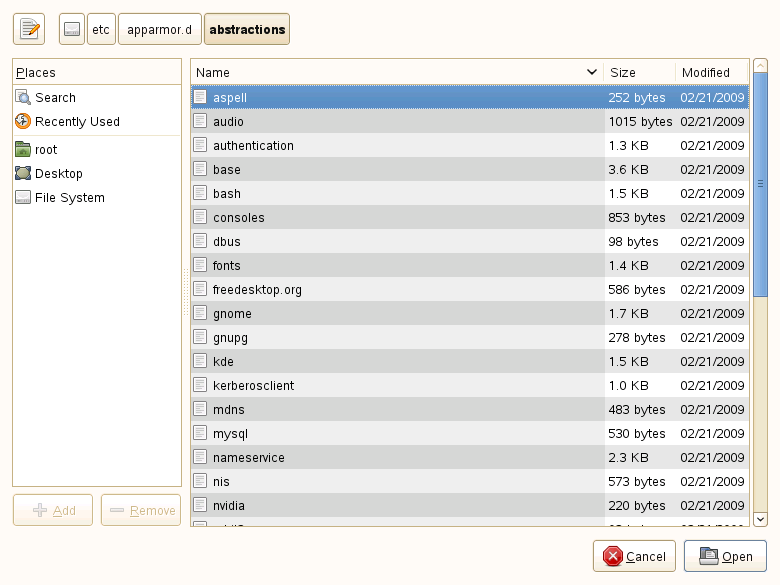 etc apparmor.d abstractions
Places
Search
Recently Used
root
Desktop
File System
Add Remove
Name Size Modified
aspell 252 bytes 02/21/2009
audio 1015 bytes 02/21/2009
authentication 1.3 KB 02/21/2009
base 3.6 KB 02/21/2009
bash 1.5 KB 02/21/2009
consoles 853 bytes 02/21/2009
dbus 98 bytes 02/21/2009
fonts 1.4 KB 02/21/2009
freedesktop.org 586 bytes 02/21/2009
gnome 1.7 KB 02/21/2009
gnupg 278 bytes 02/21/2009
kde 1.5 KB 02/21/2009
kerberosclient 1.0 KB 02/21/2009
mdns 483 bytes 02/21/2009
mysql 530 bytes 02/21/2009
nameservice 2.3 KB 02/21/2009
nis 573 bytes 02/21/2009
nvidia 220 bytes 02/21/2009
Cancel Open